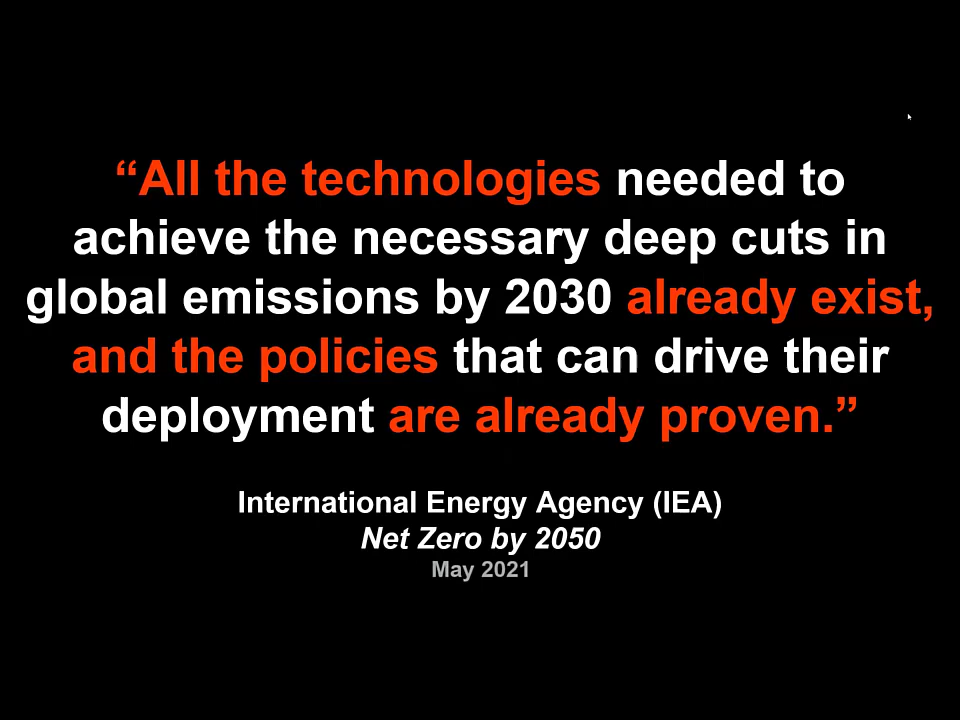 “All the technologies needed to
achieve the necessary deep cuts in
global emissions by 2030 already exist,
and the policies that can drive their
deployment are already proven.”
International Energy Agency (IEA)
Net Zero by 2050
May 2021